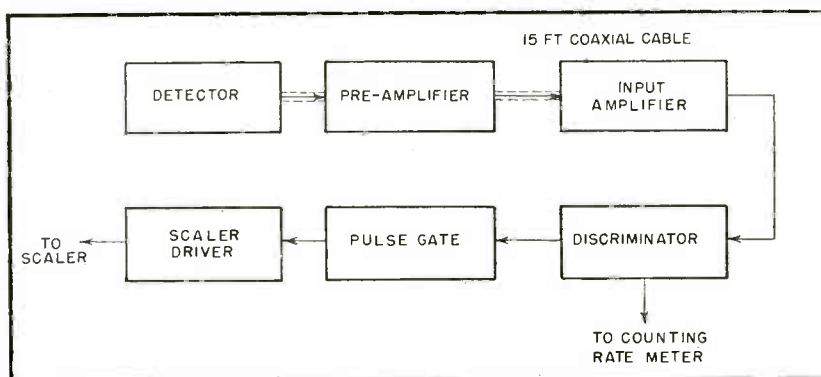 15 FT COAXIAL CABLE
DETECTOR
PRE-AMPLIFIER
INPUT
AMPLIFIER
TO
SCALER
SCALER
DRIVER
PULSE GATE
DISCRIMINATOR
TO COUNTING
RATE METER